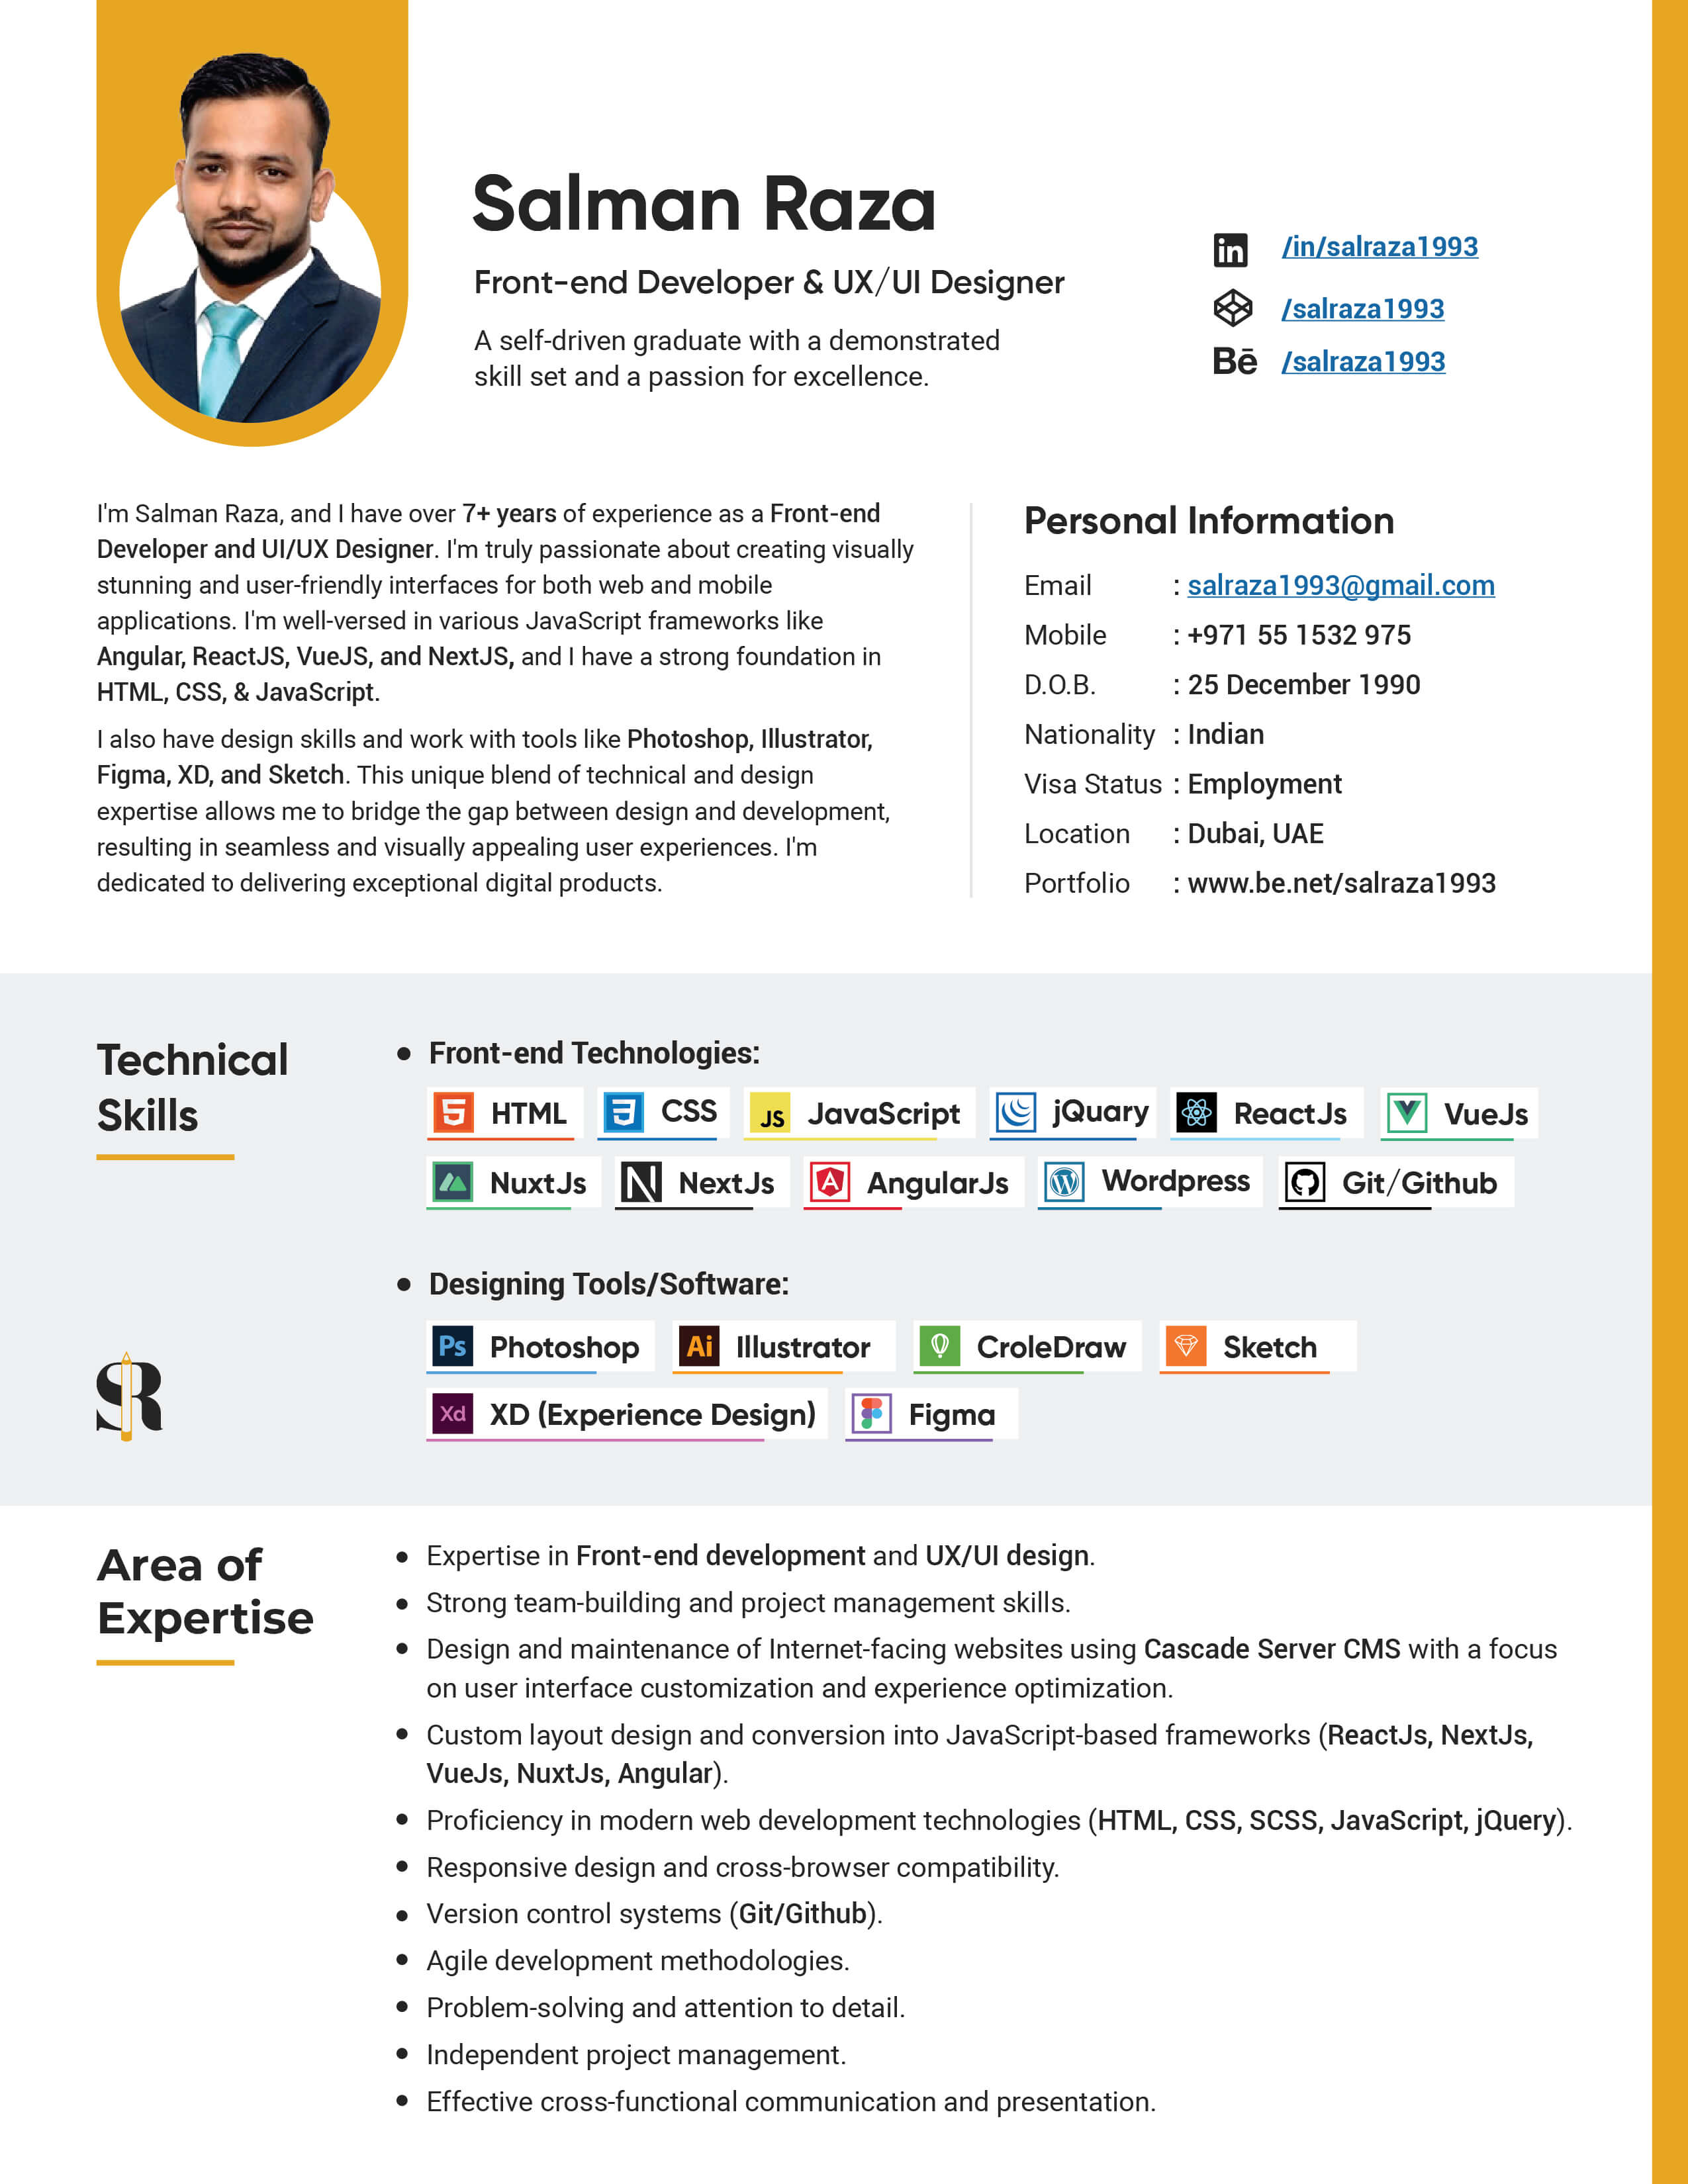 Salman Raza
Front-end Developer & UX/UI Designer
A self-driven graduate with a demonstrated
skill set and a passion for excellence.
in /in/salraza1993
/salraza1993
Bē /salraza1993
I'm Salman Raza, and I have over 7+ years of experience as a Front-end
Developer and UI/UX Designer. I'm truly passionate about creating visually
stunning and user-friendly interfaces for both web and mobile
applications. I'm well-versed in various JavaScript frameworks like
Angular, ReactJS, VueJS, and NextJS, and I have a strong foundation in
HTML, CSS, & JavaScript.
I also have design skills and work with tools like Photoshop, Illustrator,
Figma, XD, and Sketch. This unique blend of technical and design
expertise allows me to bridge the gap between design and development,
resulting in seamless and visually appealing user experiences. I'm
dedicated to delivering exceptional digital products.
Personal Information
Email : salraza1993@gmail.com
Mobile : +971 55 1532 975
D.O.B. : 25 December 1990
Nationality : Indian
Visa Status : Employment
Location : Dubai, UAE
Portfolio : www.be.net/salraza1993
Technical
Skills
• Front-end Technologies:
5 HTML 3 CSS JS JavaScript jQuary ReactJs VueJs
NuxtJs N NextJs A AngularJs W Wordpress Git/Github
• Designing Tools/Software:
Ps Photoshop Ai Illustrator CroleDraw Sketch
Xd XD (Experience Design) Figma
SR
Area of
Expertise
• Expertise in Front-end development and UX/UI design.
• Strong team-building and project management skills.
• Design and maintenance of Internet-facing websites using Cascade Server CMS with a focus
on user interface customization and experience optimization.
• Custom layout design and conversion into JavaScript-based frameworks (ReactJs, NextJs,
VueJs, NuxtJs, Angular).
• Proficiency in modern web development technologies (HTML, CSS, SCSS, JavaScript, jQuery).
• Responsive design and cross-browser compatibility.
• Version control systems (Git/Github).
• Agile development methodologies.
• Problem-solving and attention to detail.
• Independent project management.
• Effective cross-functional communication and presentation.